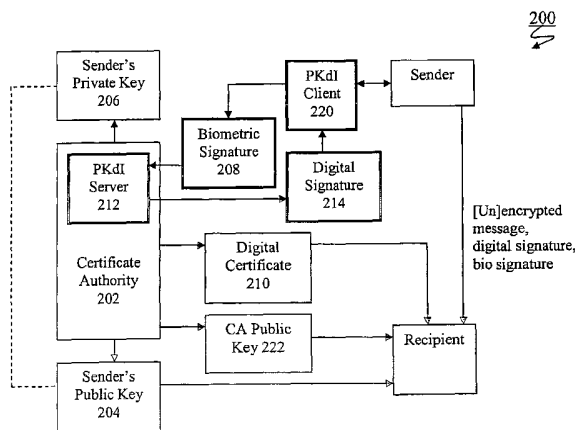 200
Sender's
Private Key
206
PKdI
Client
220
Sender
Biometric
Signature
208
PKdI
Server
212
Digital
Signature
214
[Un]encrypted
message,
digital signature,
bio signature
Certificate
Authority
202
Digital
Certificate
210
CA Public
Key 222
Recipient
Sender's
Public Key
204